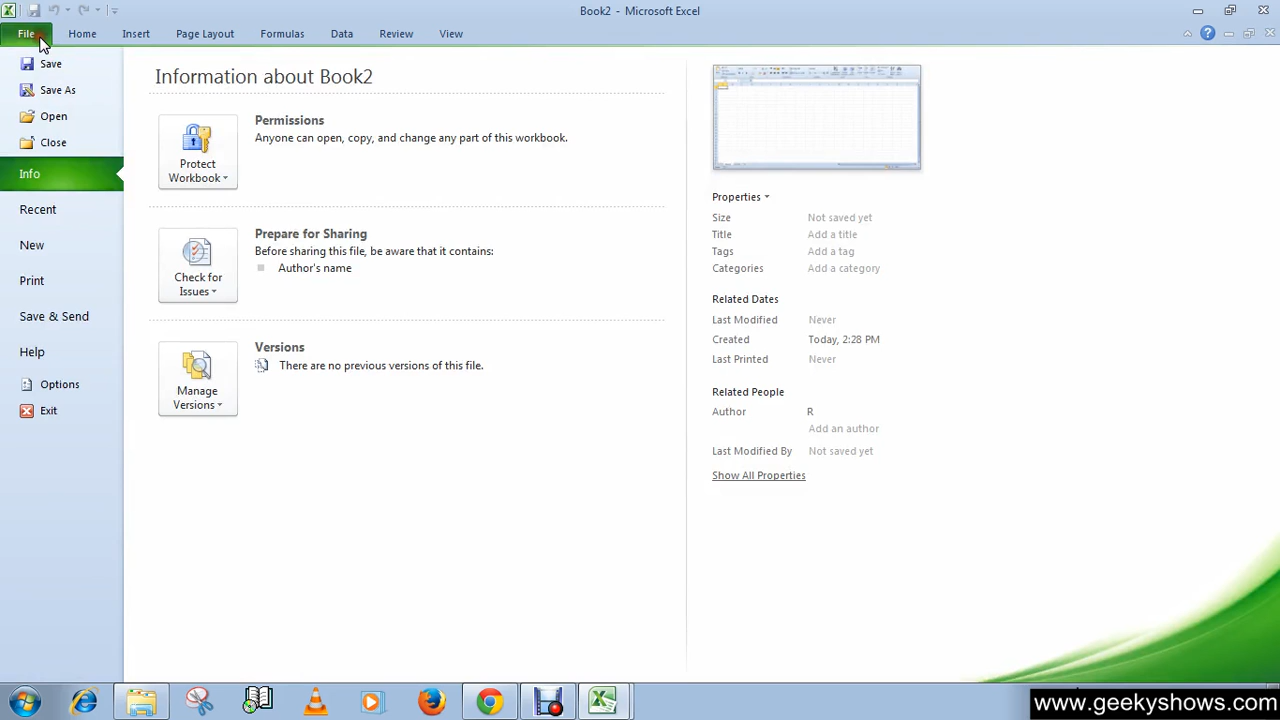 Book2 - Microsoft Excel
File
Home
Insert
Page Layout
Formulas
Data
Review
View
Save
Save As
Open
Close
Info
Recent
New
Print
Save & Send
Help
Options
Exit
Information about Book2
Protect
Workbook
Permissions
Anyone can open, copy, and change any part of this workbook.
Check for
Issues
Prepare for Sharing
Before sharing this file, be aware that it contains:
Author's name
Manage
Versions
Versions
There are no previous versions of this file.
Properties
Size Not saved yet
Title Add a title
Tags Add a tag
Categories Add a category
Related Dates
Last Modified Never
Created Today, 2:28 PM
Last Printed Never
Related People
Author R
Add an author
Last Modified By Not saved yet
Show All Properties
www.geekyshows.com